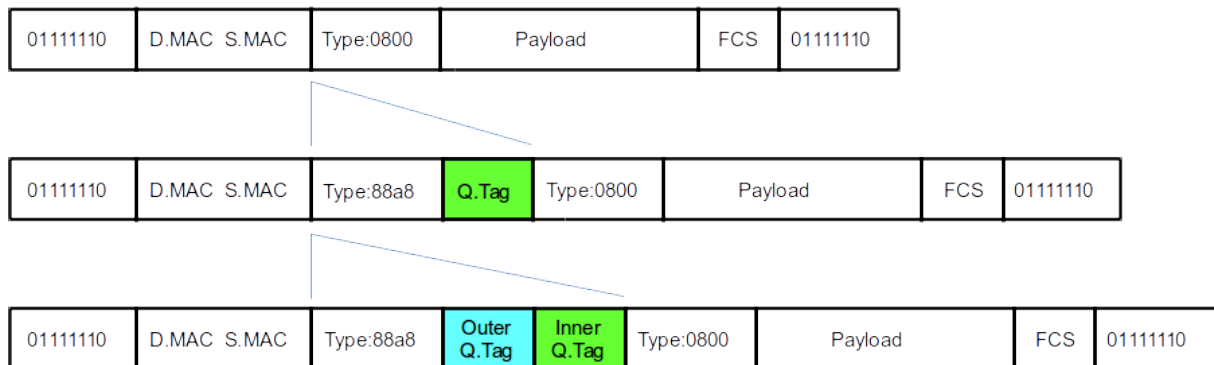 01111110 D.MAC S.MAC Type:0800 Payload FCS 01111110
01111110 D.MAC S.MAC Type:88a8 Q.Tag Type:0800 Payload FCS 01111110
01111110 D.MAC S.MAC Type:88a8 Outer Q.Tag Inner Q.Tag Type:0800 Payload FCS 01111110